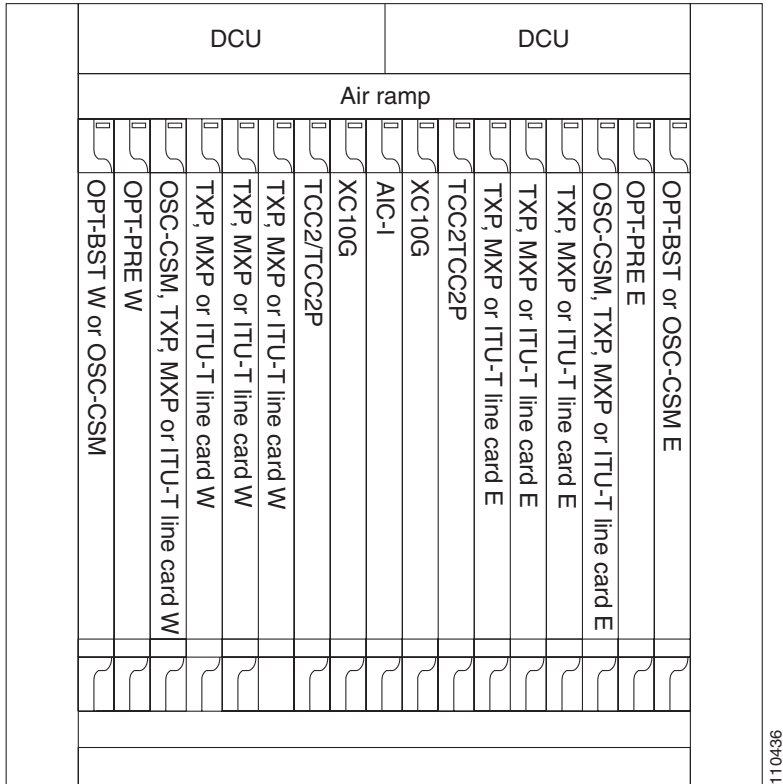 DCU
DCU
Air ramp
OPT-BST W or OSC-CSM
OPT-PRE W
OSC-CSM, TXP, MXP or ITU-T line card W
TXP, MXP or ITU-T line card W
TXP, MXP or ITU-T line card W
TXP, MXP or ITU-T line card W
TCC2/TCC2P
XC10G
AIC-I
XC10G
TCC2TCC2P
TXP, MXP or ITU-T line card E
TXP, MXP or ITU-T line card E
TXP, MXP or ITU-T line card E
OSC-CSM, TXP, MXP or ITU-T line card E
OPT-PRE E
OPT-BST or OSC-CSM E
110436